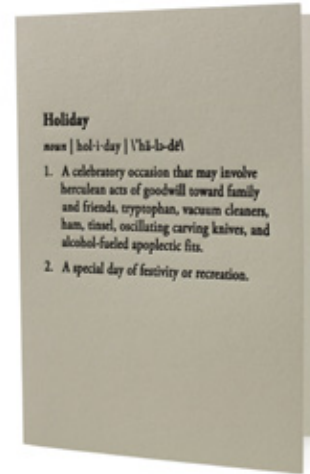 Holiday
noun | hol·i·day | \'hä-lə-dē\
1. A celebratory occasion that may involve
herculean acts of goodwill toward family
and friends, tryptophan, vacuum cleaners,
ham, tinsel, oscillating carving knives, and
alcohol-fueled apoplectic fits.
2. A special day of festivity or recreation.